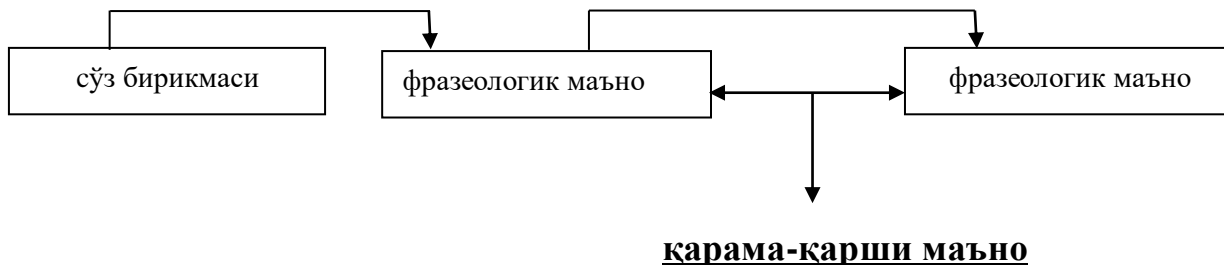 сўз бирикмаси
фразеологик маъно
фразеологик маъно
қарама-қарши маъно